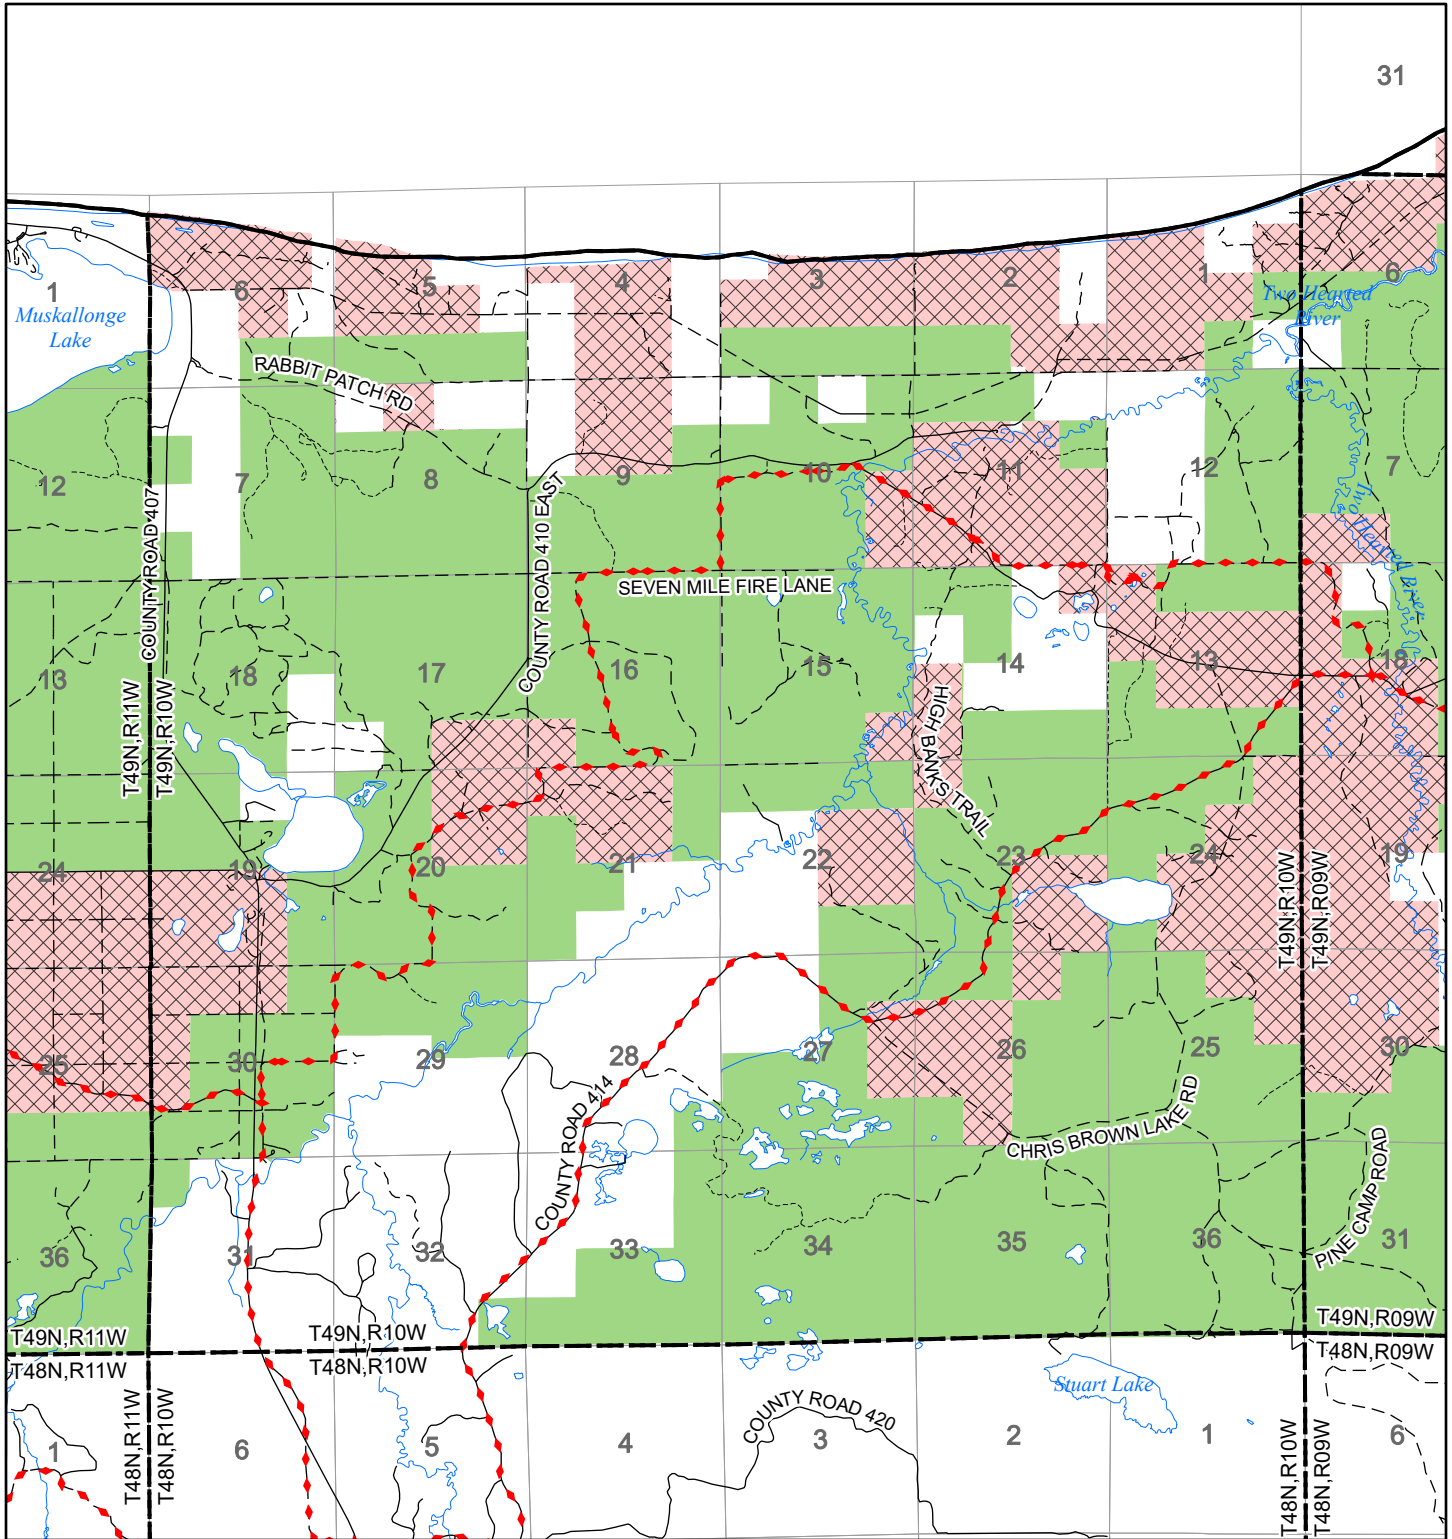 31
1
6
5
4
3
2
1
6
Muskallonge
Lake
Two Hearted
River
RABBIT PATCH RD
12
7
8
9
10
11
12
7
COUNTY ROAD 407
COUNTY ROAD 410 EAST
Two Hearted River
SEVEN MILE FIRE LANE
13
18
17
16
15
14
13
18
T49N,R11W
T49N,R10W
HIGH BANKS TRAIL
24
19
20
21
22
23
24
19
T49N,R10W
T49N,R09W
25
30
29
28
27
26
25
30
COUNTY ROAD 414
CHRIS BROWN LAKE RD
PINE CAMP ROAD
36
31
32
33
34
35
36
31
T49N,R11W
T48N,R11W
T49N,R10W
T48N,R10W
T49N,R09W
T48N,R09W
Stuart Lake
COUNTY ROAD 420
1
6
5
4
3
2
1
6
T48N,R11W
T48N,R10W
T48N,R10W
T48N,R09W